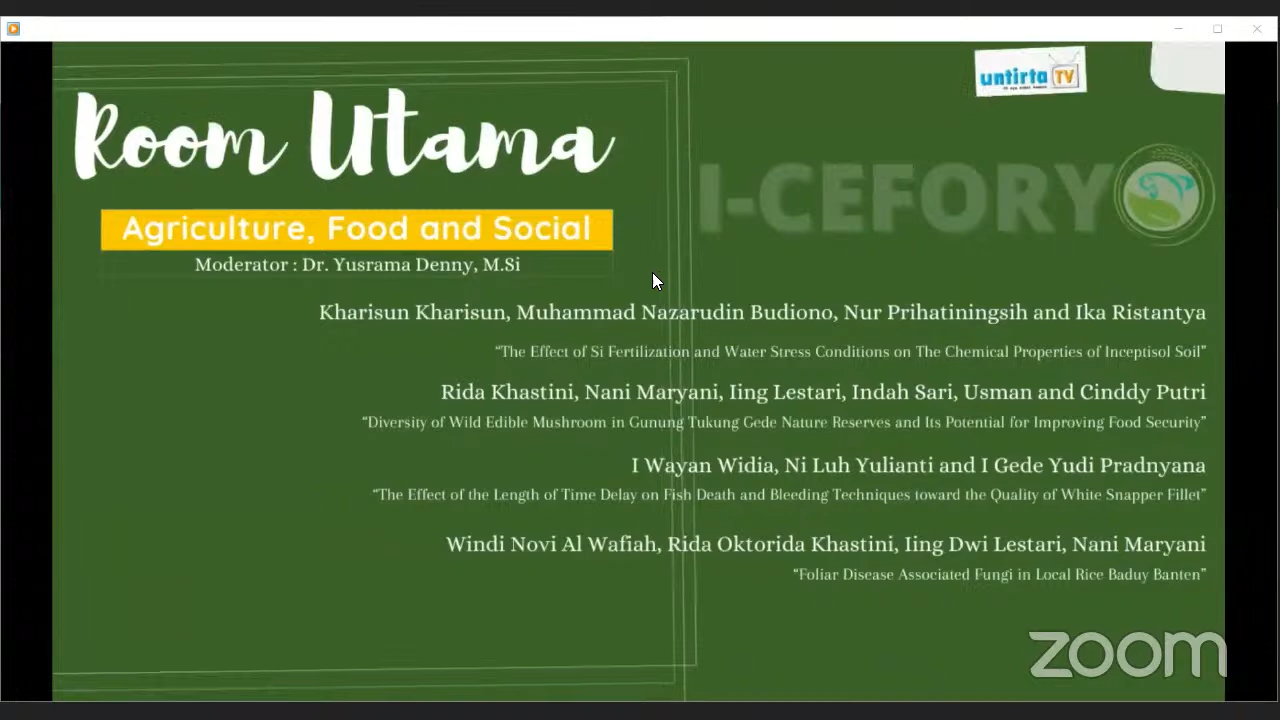 untirta TV
Room Utama
I-CEFORY
Agriculture, Food and Social
Moderator : Dr. Yusrama Denny, M.Si
Kharisun Kharisun, Muhammad Nazarudin Budiono, Nur Prihatiningsih and Ika Ristantya
“The Effect of Si Fertilization and Water Stress Conditions on The Chemical Properties of Inceptisol Soil”
Rida Khastini, Nani Maryani, Iing Lestari, Indah Sari, Usman and Cinddy Putri
“Diversity of Wild Edible Mushroom in Gunung Tukung Gede Nature Reserves and Its Potential for Improving Food Security”
I Wayan Widia, Ni Luh Yulianti and I Gede Yudi Pradnyana
“The Effect of the Length of Time Delay on Fish Death and Bleeding Techniques toward the Quality of White Snapper Fillet”
Windi Novi Al Wafiah, Rida Oktorida Khastini, Iing Dwi Lestari, Nani Maryani
“Foliar Disease Associated Fungi in Local Rice Baduy Banten”
zoom